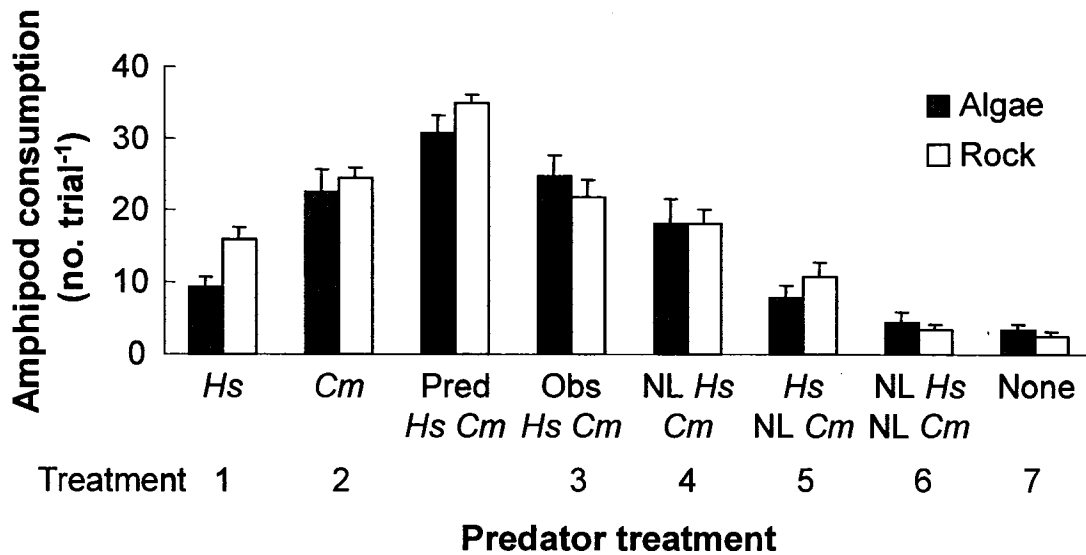 Amphipod consumption
(no. trial⁻¹)
40
30
20
10
0
Algae
Rock
Hs Cm Pred Obs NL Hs Hs NL Hs None
Hs Cm Hs Cm Cm NL Cm NL Cm
Treatment 1 2 3 4 5 6 7
Predator treatment